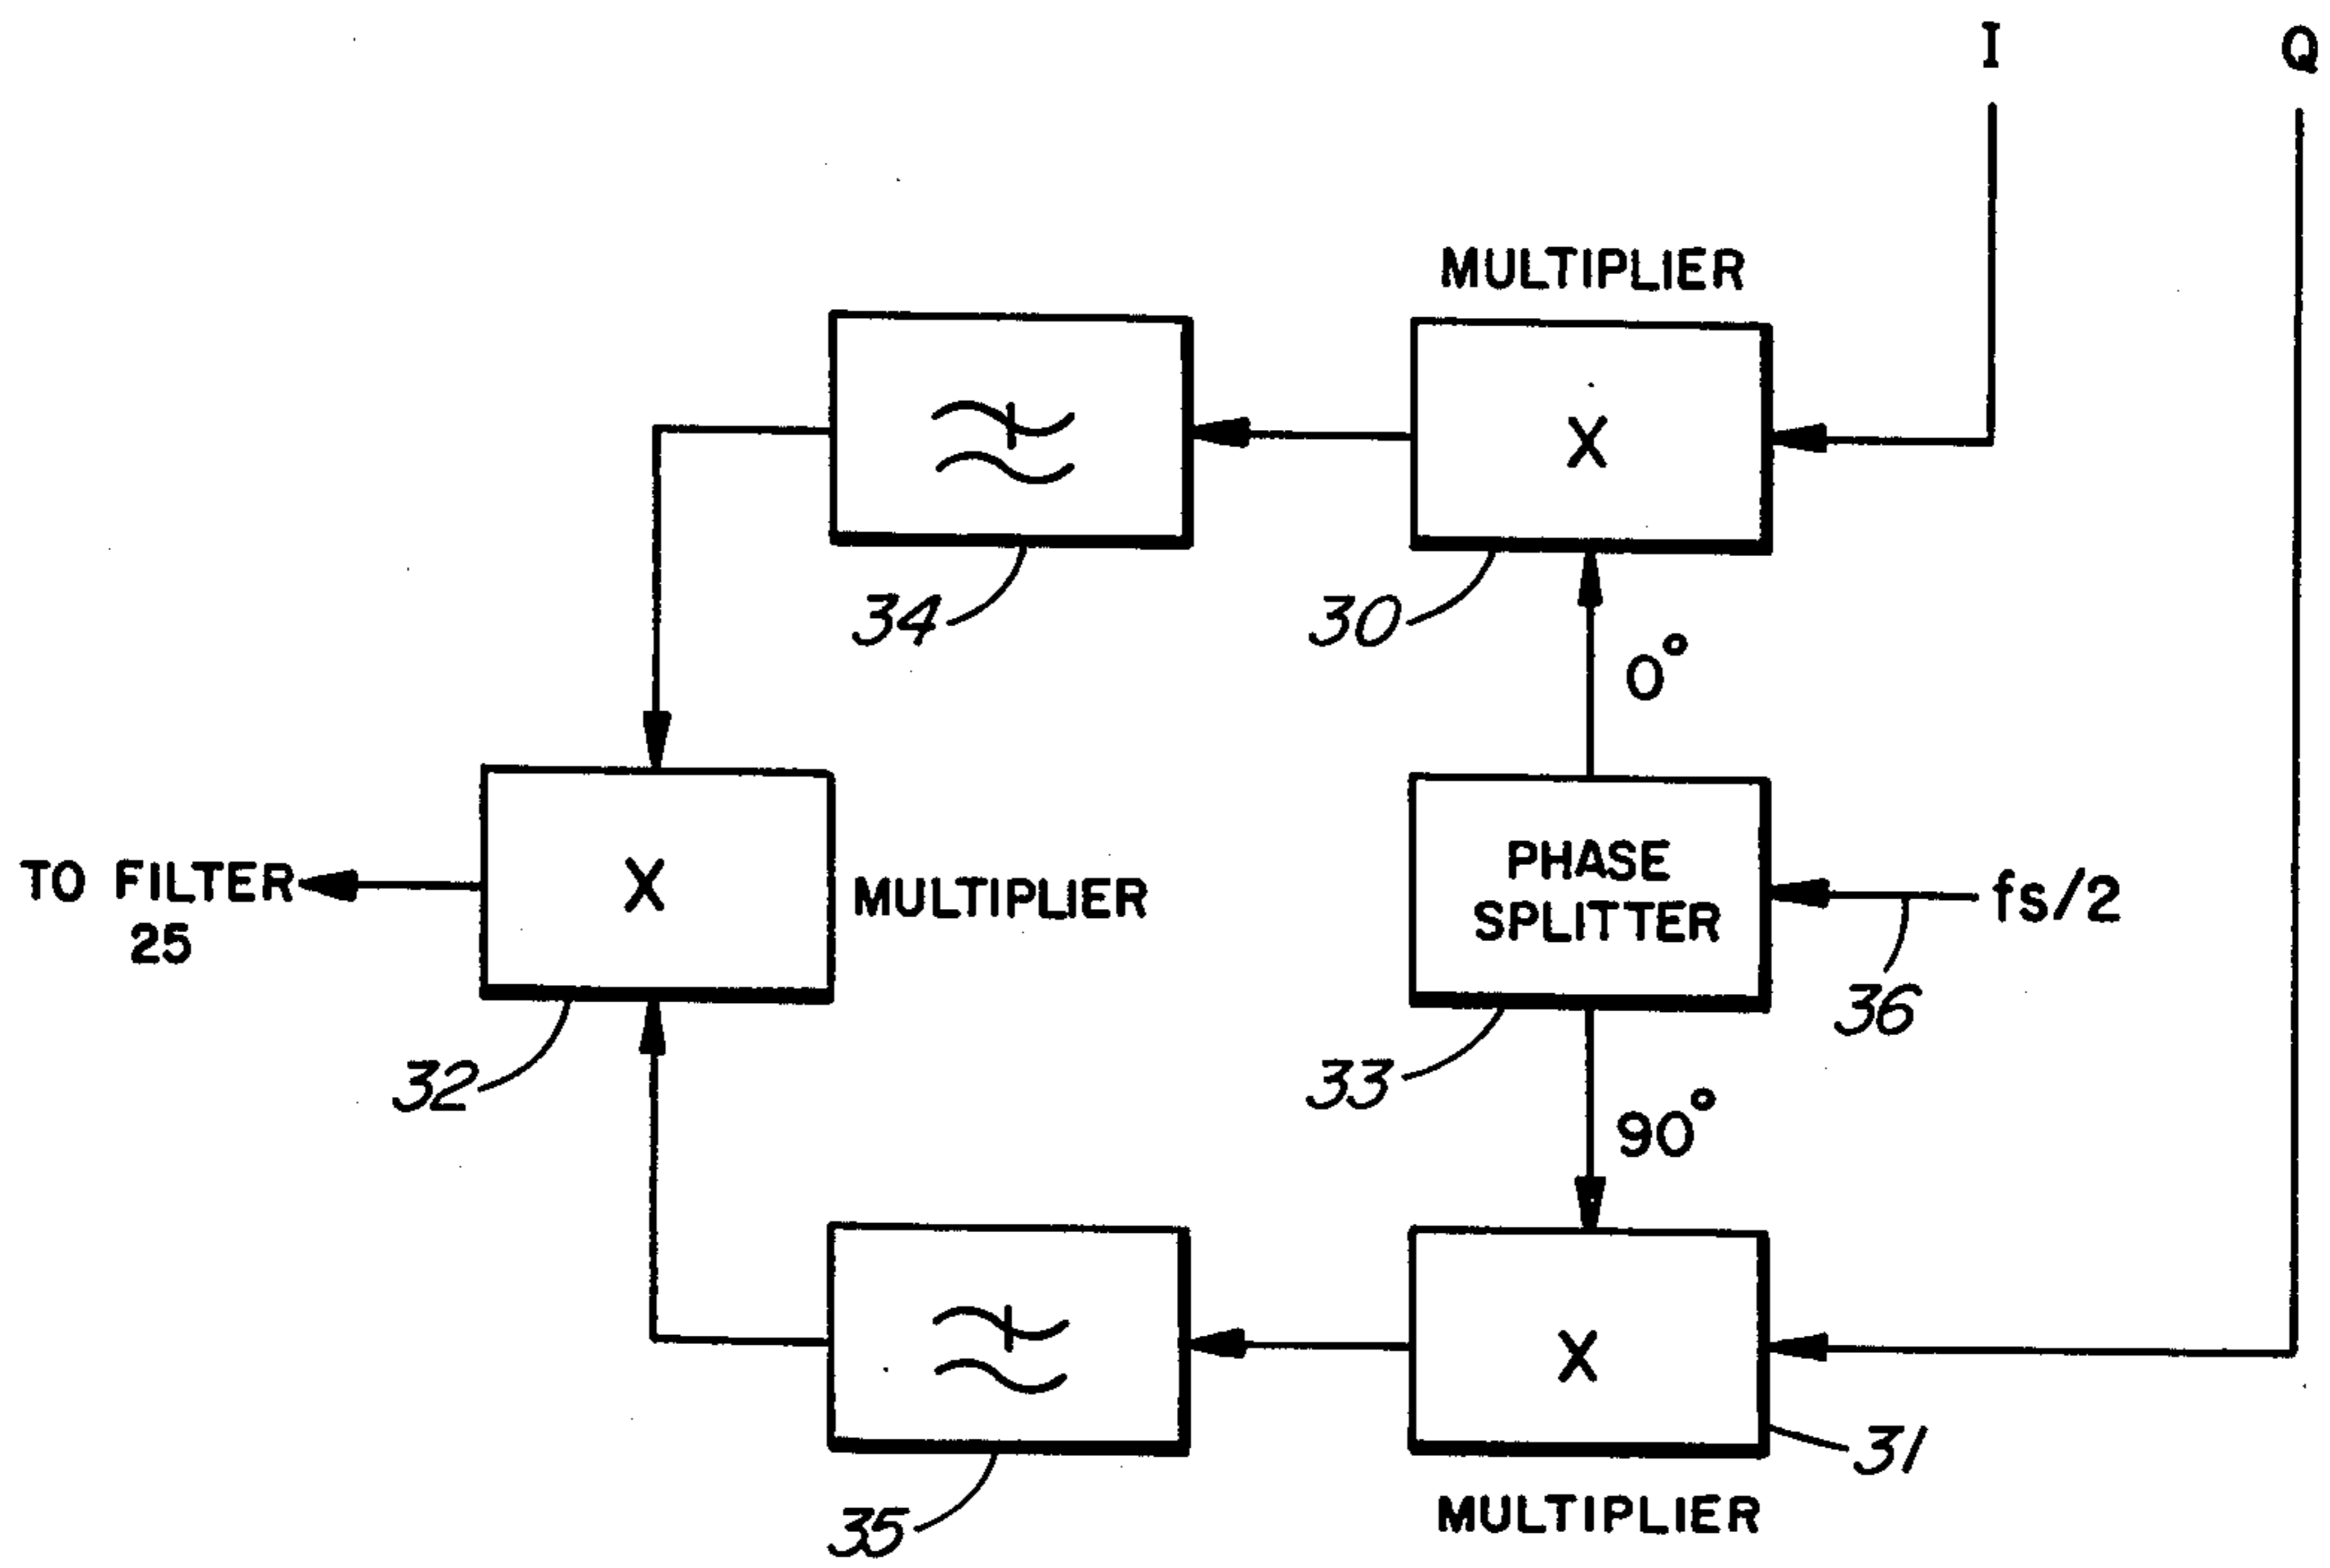 I
Q
MULTIPLIER
X
34
30
0°
X
MULTIPLIER
TO FILTER
25
PHASE
SPLITTER
fs/2
36
32
33
90°
X
31
35
MULTIPLIER